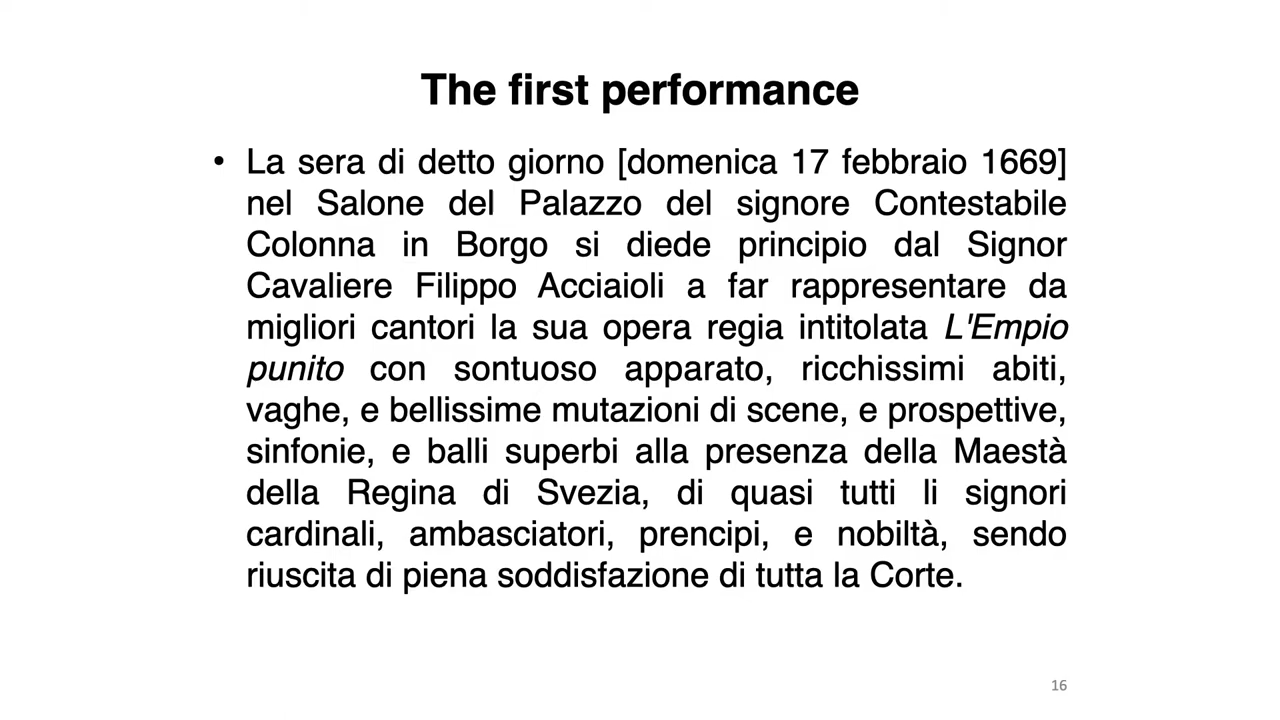 The first performance
• La sera di detto giorno [domenica 17 febbraio 1669]
nel Salone del Palazzo del signore Contestabile
Colonna in Borgo si diede principio dal Signor
Cavaliere Filippo Acciaioli a far rappresentare da
migliori cantori la sua opera regia intitolata L'Empio
punito con sontuoso apparato, ricchissimi abiti,
vaghe, e bellissime mutazioni di scene, e prospettive,
sinfonie, e balli superbi alla presenza della Maestà
della Regina di Svezia, di quasi tutti li signori
cardinali, ambasciatori, prencipi, e nobiltà, sendo
riuscita di piena soddisfazione di tutta la Corte.
16